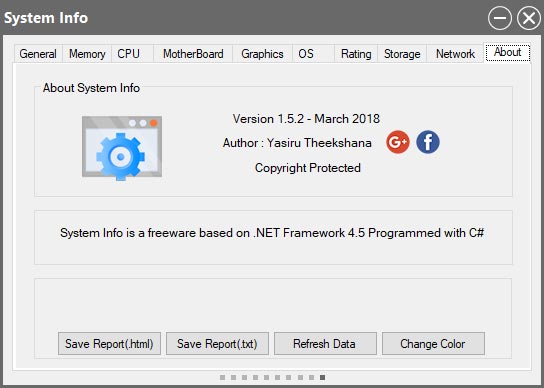 System Info
General Memory CPU MotherBoard Graphics OS Rating Storage Network About
About System Info
Version 1.5.2 - March 2018
Author : Yasiru Theekshana G+ f
Copyright Protected
System Info is a freeware based on .NET Framework 4.5 Programmed with C#
Save Report(.html) Save Report(.txt) Refresh Data Change Color